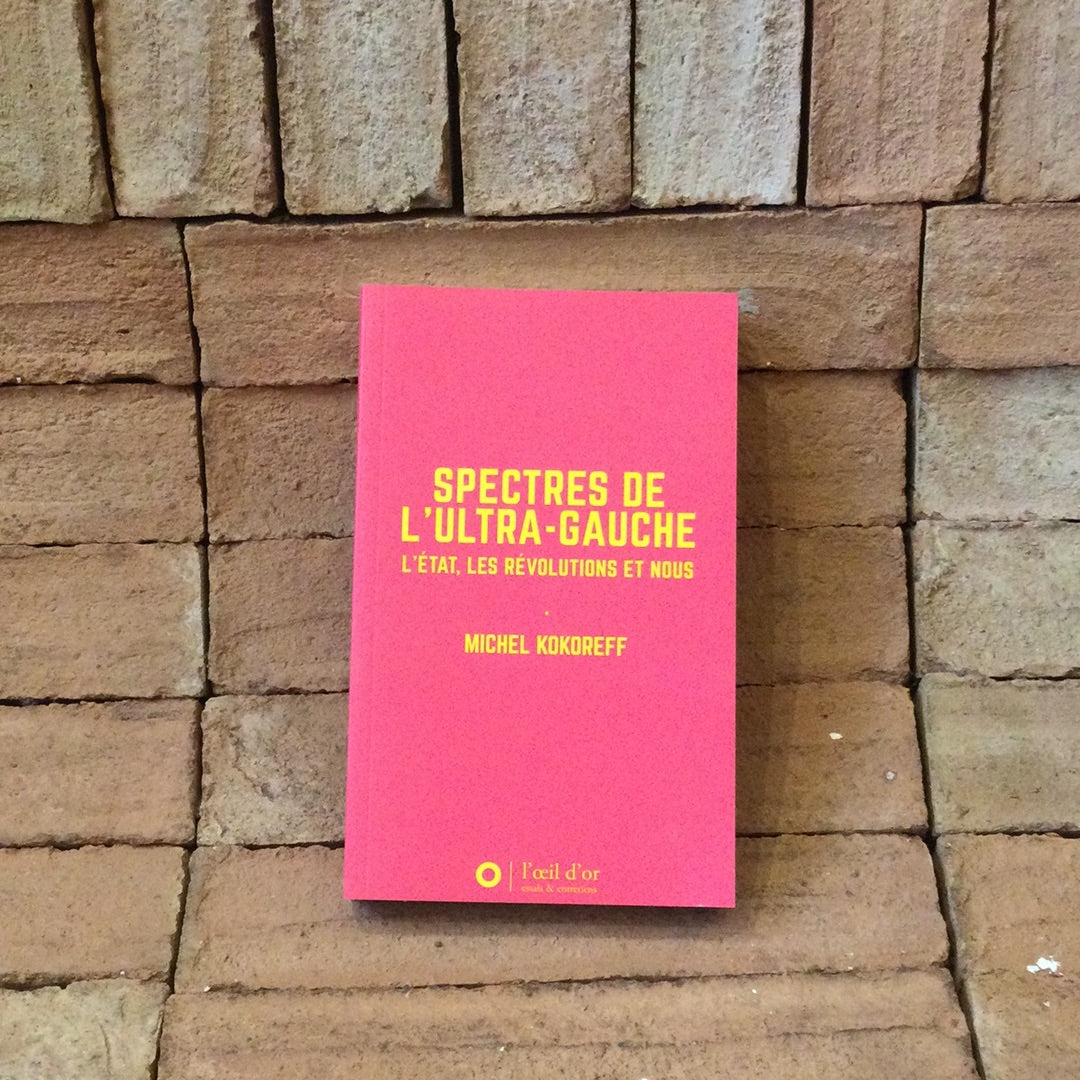 SPECTRES DE
L'ULTRA-GAUCHE
L'ÉTAT, LES RÉVOLUTIONS ET NOUS
MICHEL KOKOREFF
l'œil d'or
essais & entretiens